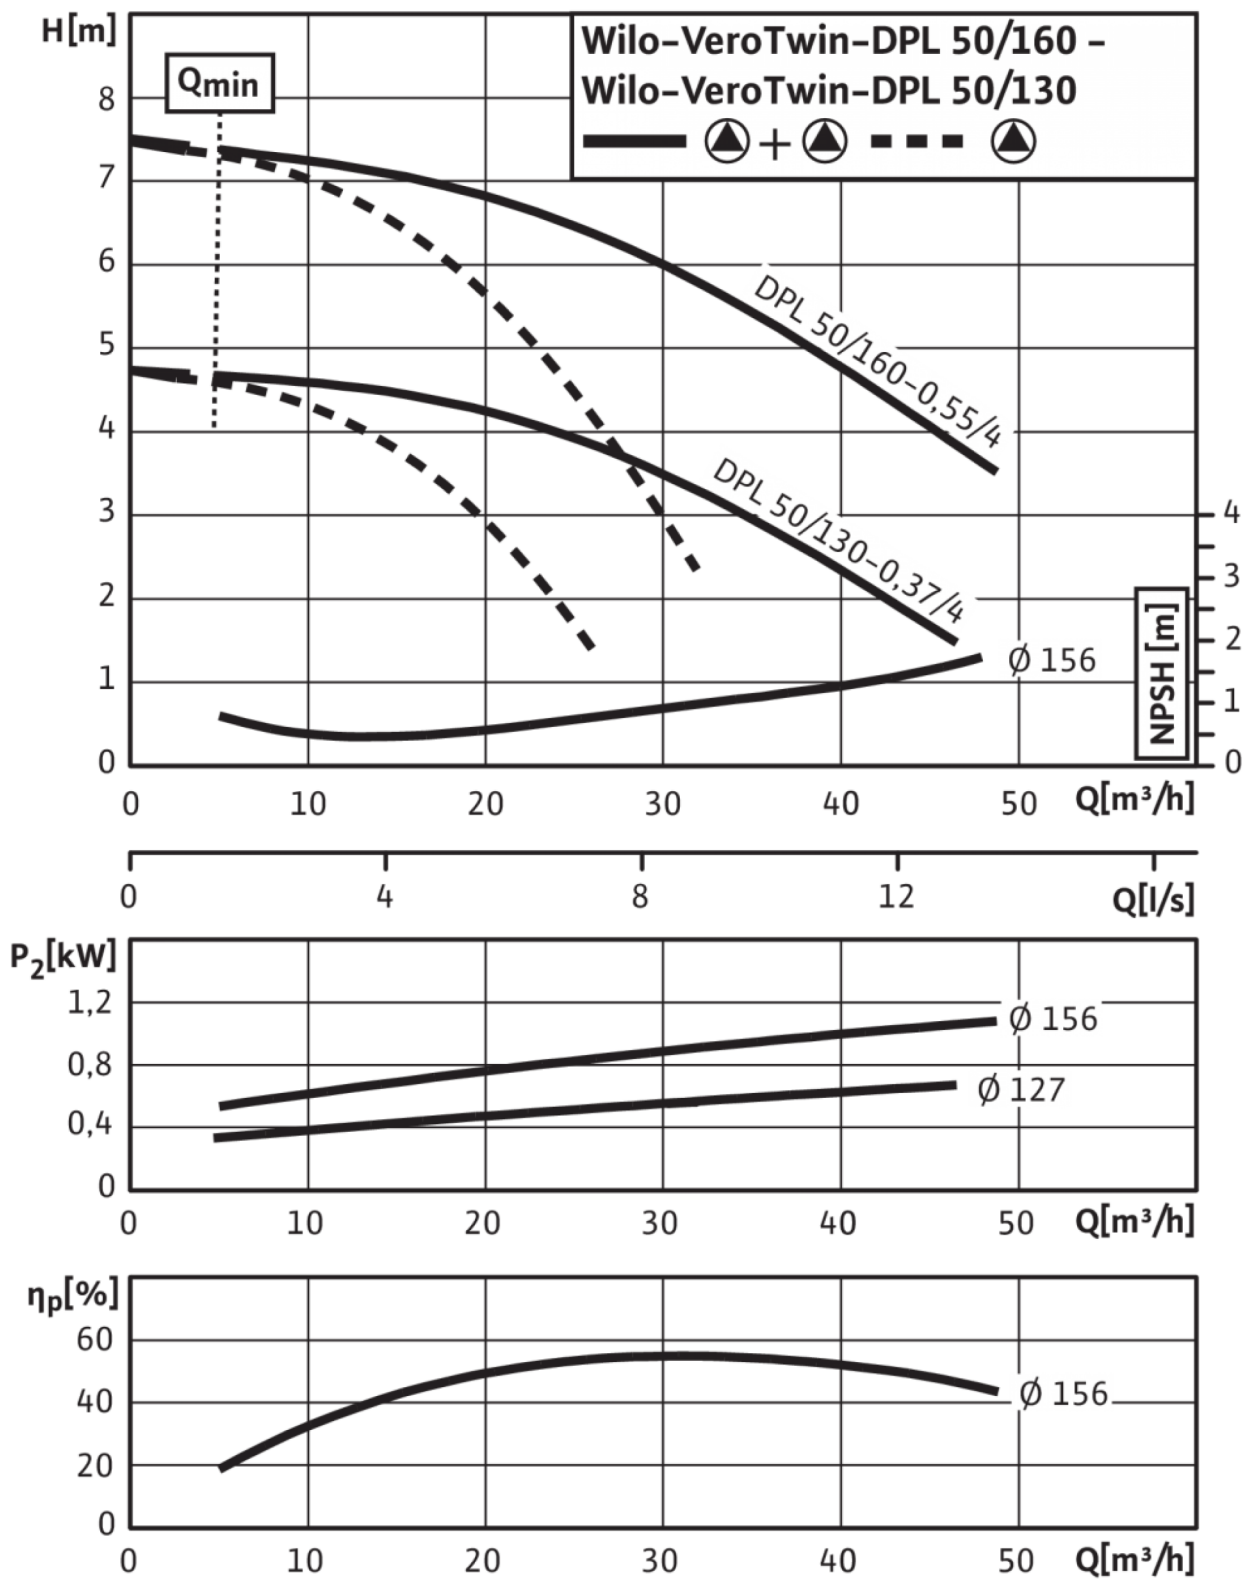 H[m]
Wilo-VeroTwin-DPL 50/160 –
Wilo-VeroTwin-DPL 50/130
+
Qmin
8
7
6
5
4
3
2
1
0
DPL 50/160-0,55/4
DPL 50/130-0,37/4
Ø 156
4
3
2
1
0
NPSH [m]
0 10 20 30 40 50 Q[m³/h]
0 4 8 12 Q[l/s]
P2[kW]
1,2
0,8
0,4
0
Ø 156
Ø 127
0 10 20 30 40 50 Q[m³/h]
ηp[%]
60
40
20
0
Ø 156
0 10 20 30 40 50 Q[m³/h]